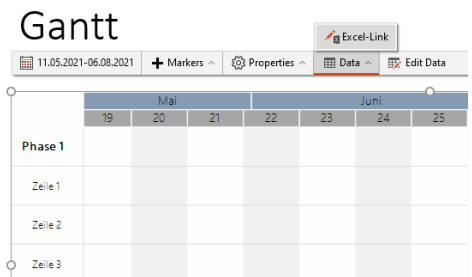 Gantt
Excel-Link
11.05.2021-06.08.2021 Markers Properties Data Edit Data
Mai Juni
19 20 21 22 23 24 25
Phase 1
Zeile 1
Zeile 2
Zeile 3